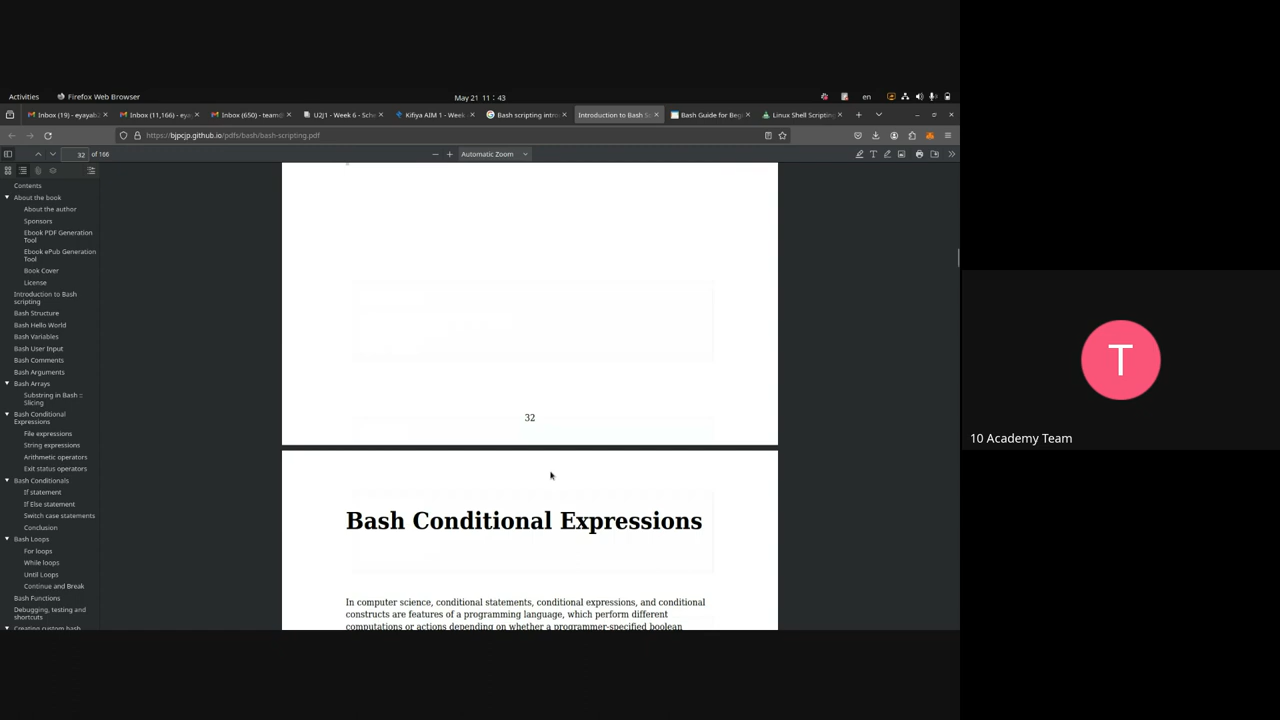 Activities
Firefox Web Browser
May 21 11:43
en
Inbox (19) - eyayab
Inbox (11,166) - eya
Inbox (650) - team@
U2J1 - Week 6 - Sch
Kifiya AIM 1 - Week
Bash scripting intro
Introduction to Bash S
Bash Guide for Beg
Linux Shell Scripting
https://bjpcjp.github.io/pdfs/bash/bash-scripting.pdf
32
of 166
Automatic Zoom
Contents
About the book
About the author
Sponsors
Ebook PDF Generation
Tool
Ebook ePub Generation
Tool
Book Cover
License
Introduction to Bash
scripting
Bash Structure
Bash Hello World
Bash Variables
Bash User Input
Bash Comments
Bash Arguments
Bash Arrays
Substring in Bash ::
Slicing
Bash Conditional
Expressions
File expressions
String expressions
Arithmetic operators
Exit status operators
Bash Conditionals
If statement
If Else statement
Switch case statements
Conclusion
Bash Loops
For loops
While loops
Until Loops
Continue and Break
Bash Functions
Debugging, testing and
shortcuts
Creating custom bash
32
Bash Conditional Expressions
In computer science, conditional statements, conditional expressions, and conditional
constructs are features of a programming language, which perform different
computations or actions depending on whether a programmer-specified boolean
T
10 Academy Team